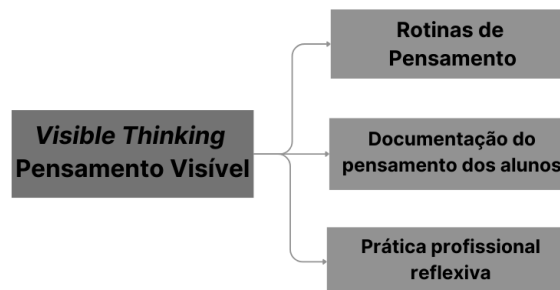 Visible Thinking
Pensamento Visível
Rotinas de
Pensamento
Documentação do
pensamento dos alunos
Prática profissional
reflexiva